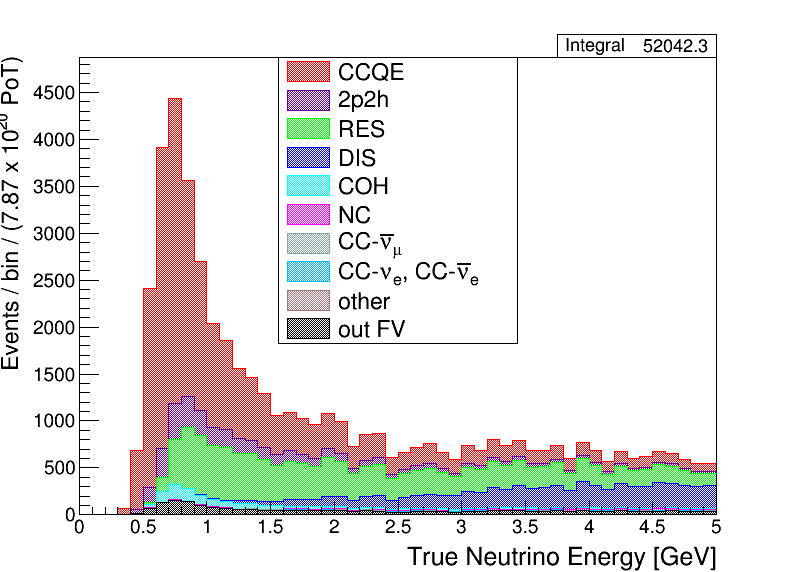 Integral 52042.3
Events / bin / (7.87 x 10²⁰ PoT)
4500
4000
3500
3000
2500
2000
1500
1000
500
0
CCQE
2p2h
RES
DIS
COH
NC
CC-ν̅μ
CC-νe, CC-ν̅e
other
out FV
0 0.5 1 1.5 2 2.5 3 3.5 4 4.5 5
True Neutrino Energy [GeV]